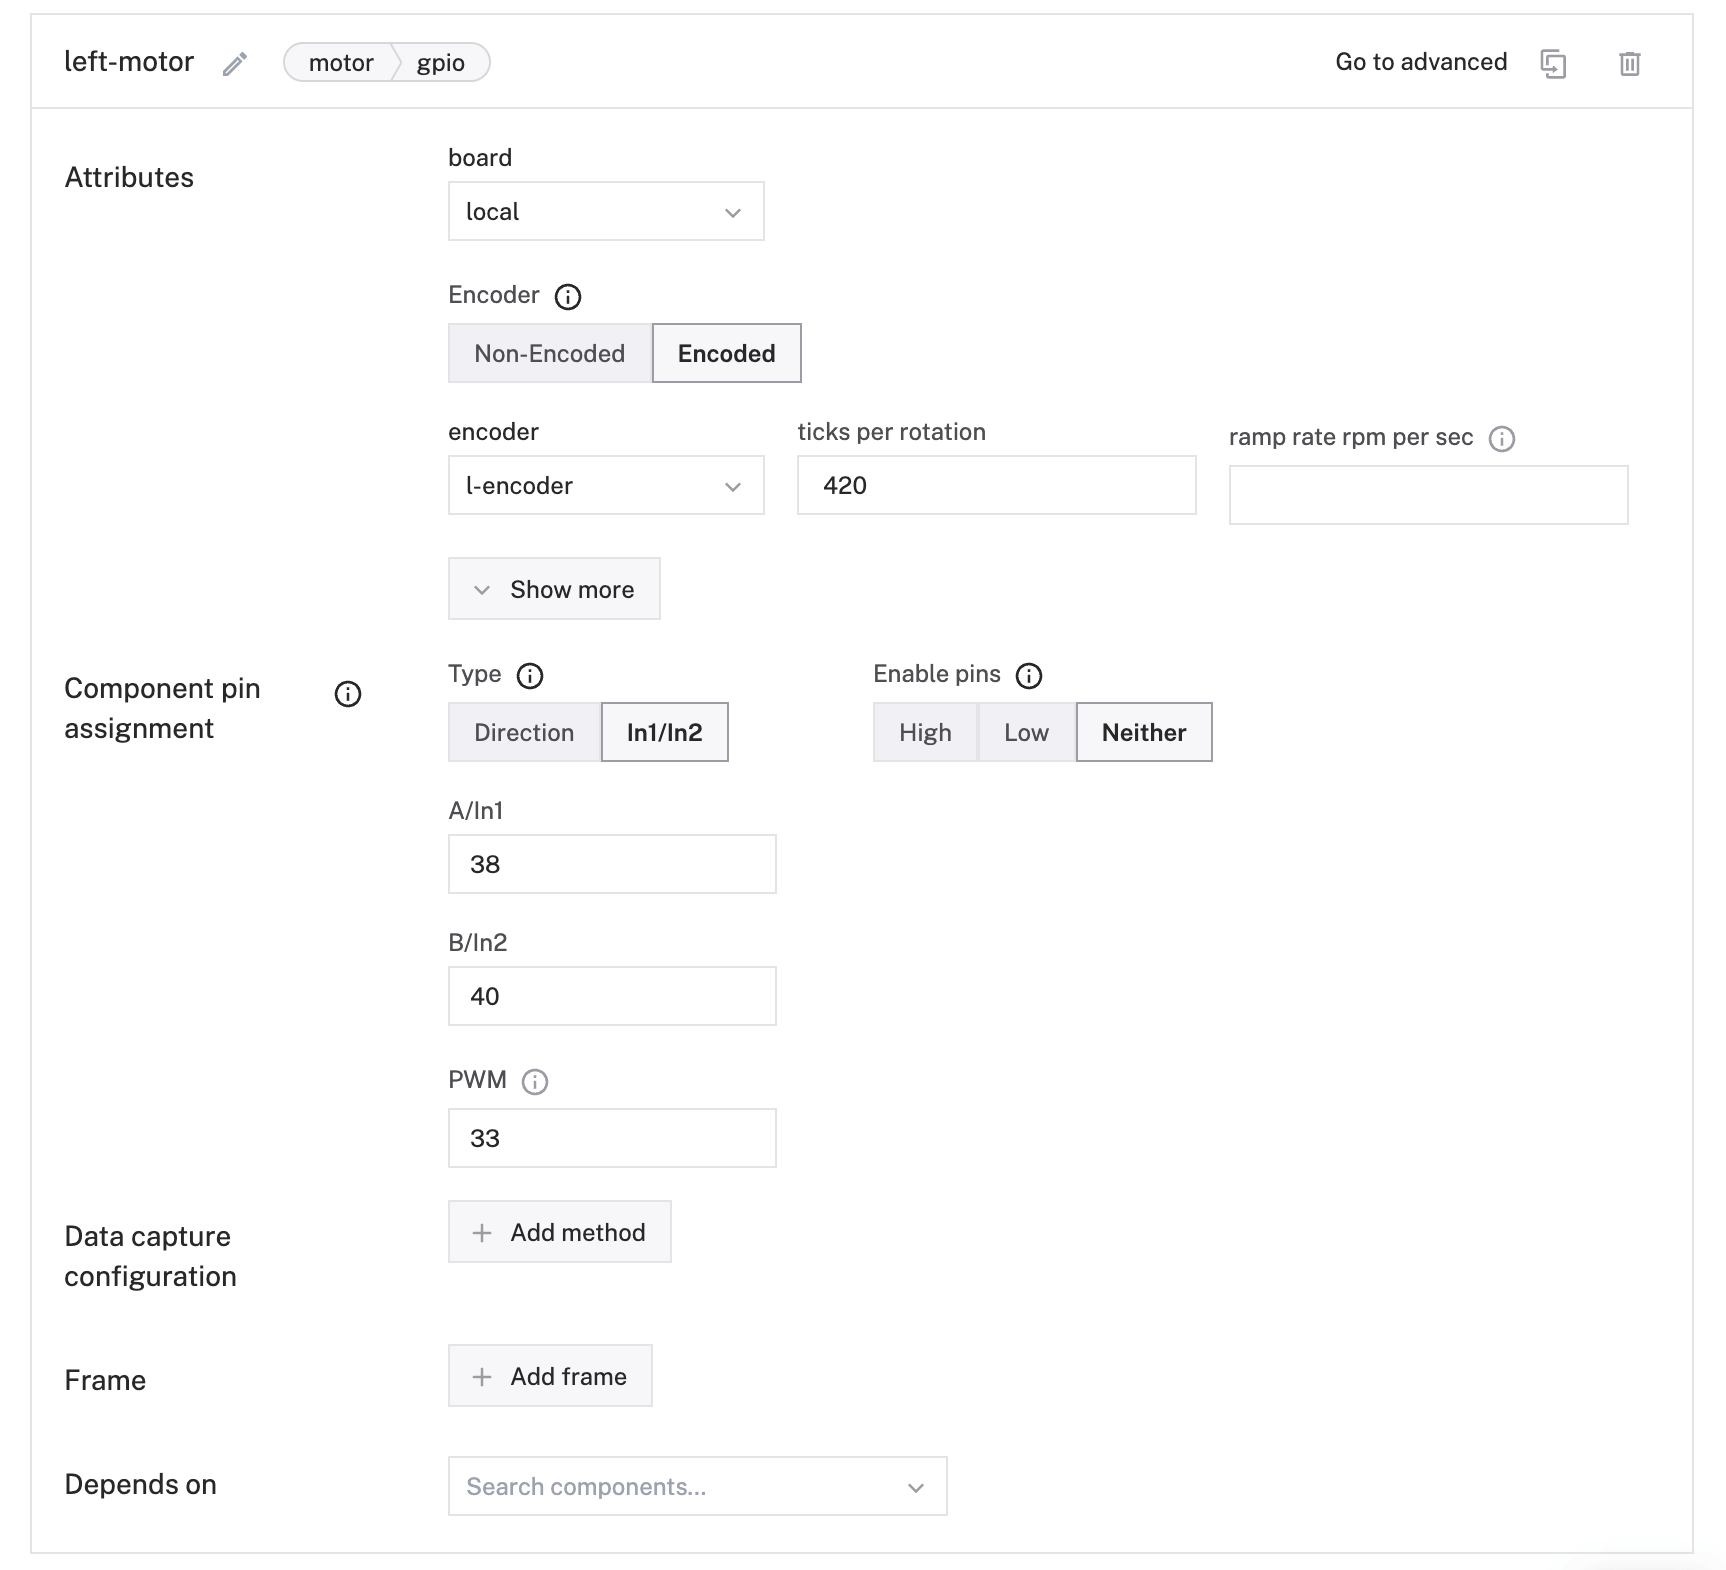 left-motor motor gpio Go to advanced
Attributes
board
local
Encoder
Non-Encoded Encoded
encoder ticks per rotation ramp rate rpm per sec
l-encoder 420
Show more
Component pin
assignment
Type Enable pins
Direction In1/In2 High Low Neither
A/In1
38
B/In2
40
PWM
33
Data capture
configuration
Add method
Frame
Add frame
Depends on
Search components...